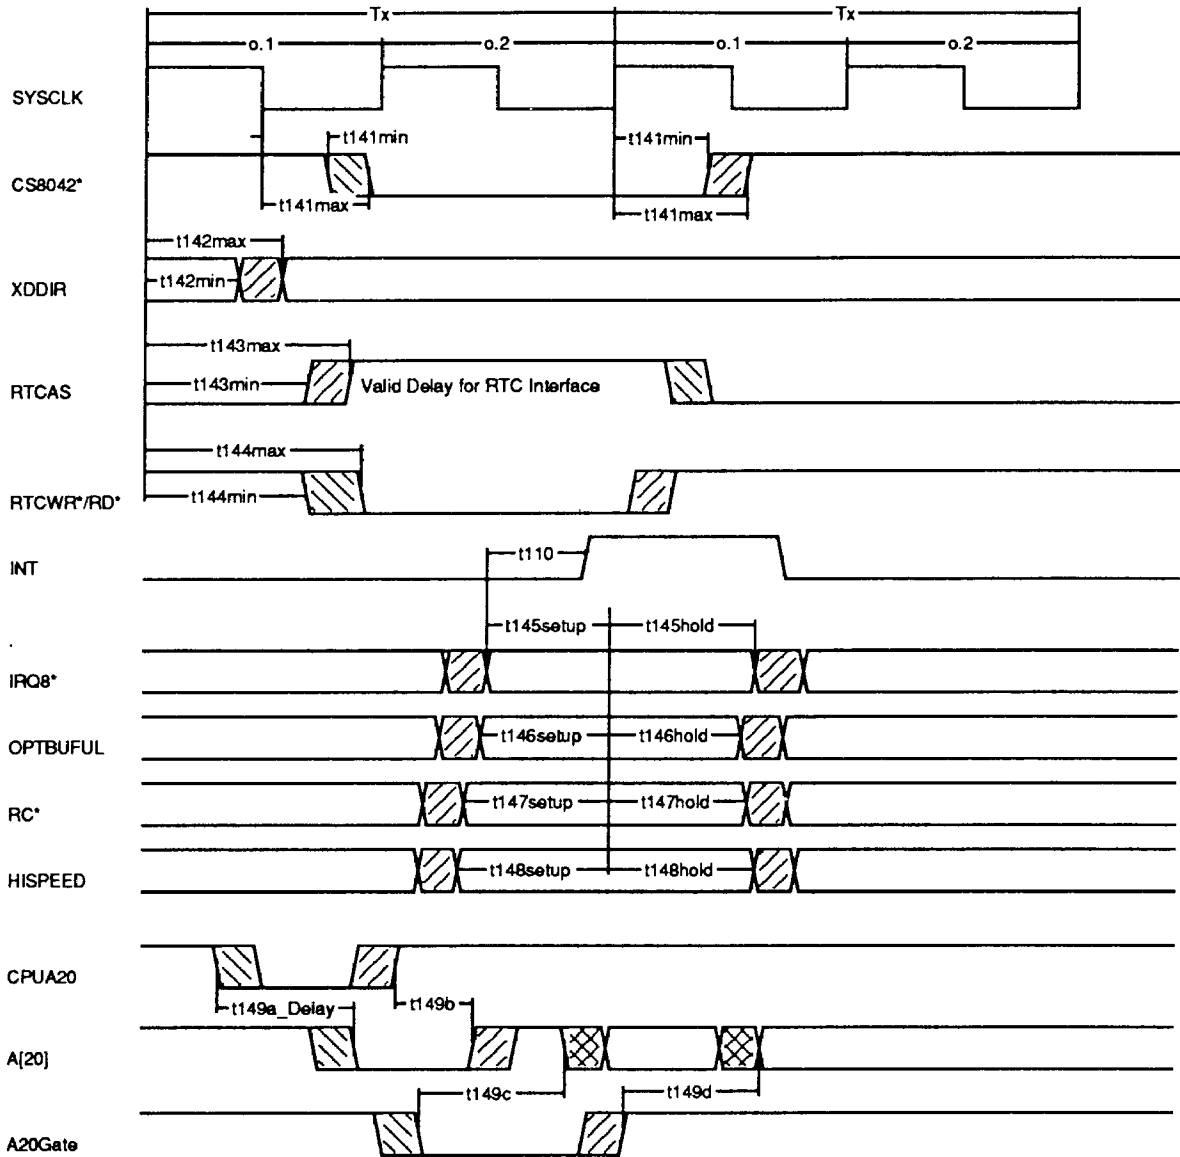 Tx Tx
o.1 o.2 o.1 o.2
SYSCLK
t141min t141min
CS8042*
t141max t141max
t142max
t142min
XDDIR
t143max
t143min Valid Delay for RTC Interface
RTCAS
t144max
t144min
RTCWR*/RD*
t110
INT
t145setup t145hold
IRQ8*
t146setup t146hold
OPTBUFUL
t147setup t147hold
RC*
t148setup t148hold
HISPEED
CPUA20
t149a_Delay t149b
A[20]
t149c t149d
A20Gate